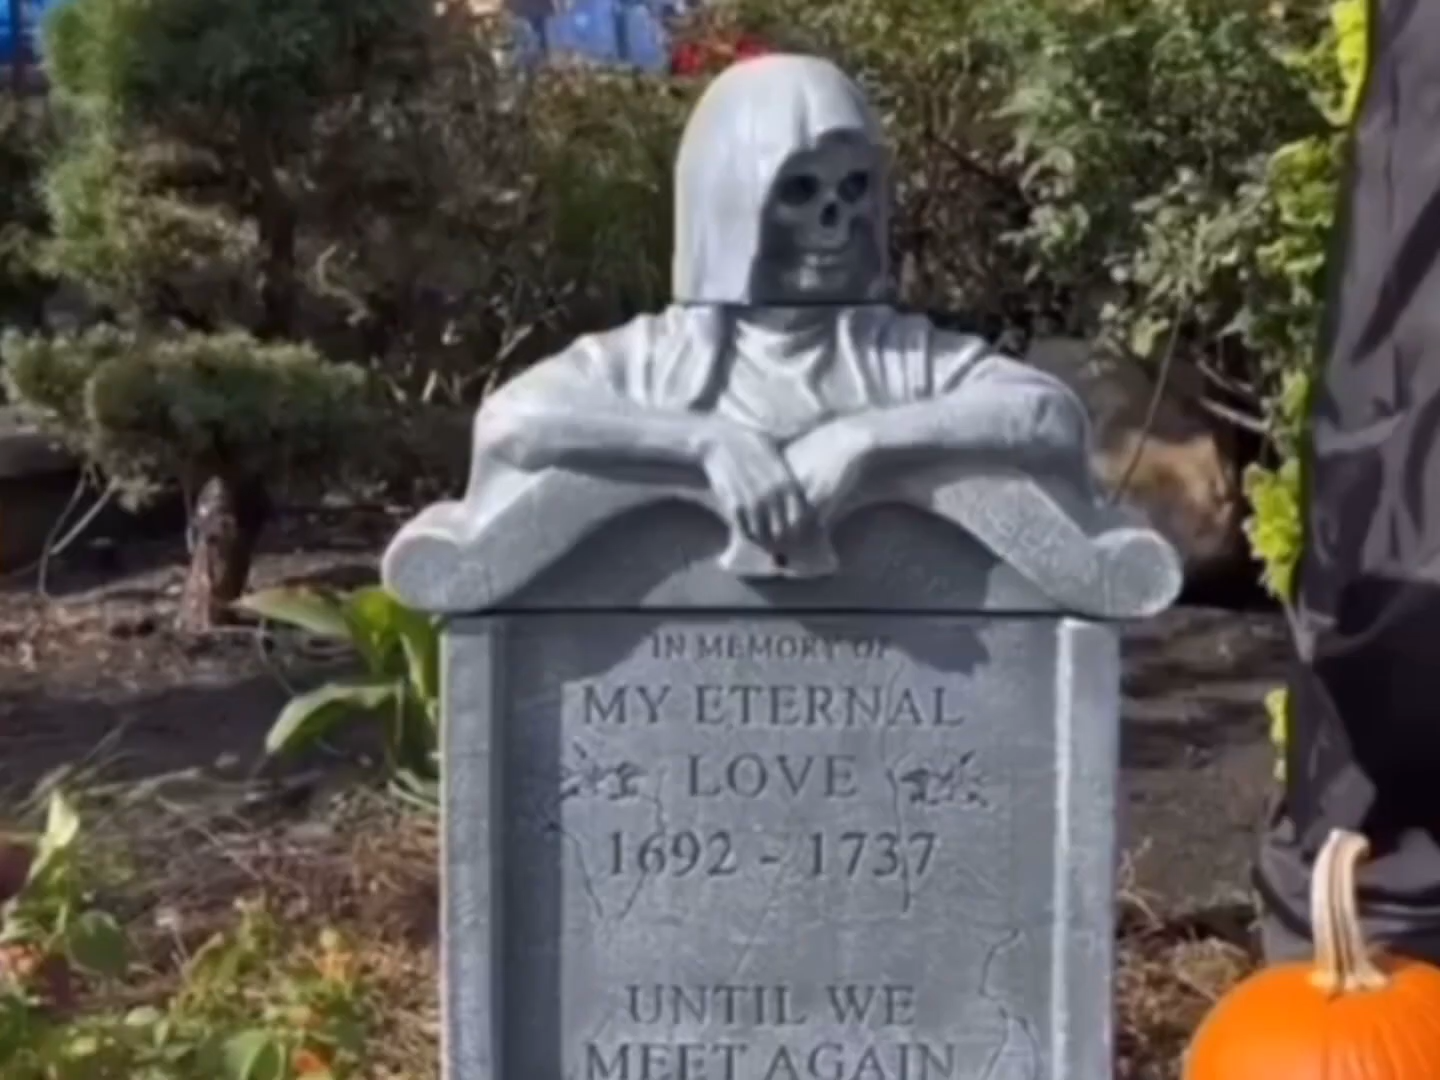 IN MEMORY OF
MY ETERNAL
LOVE
1692 - 1737
UNTIL WE
MEET AGAIN